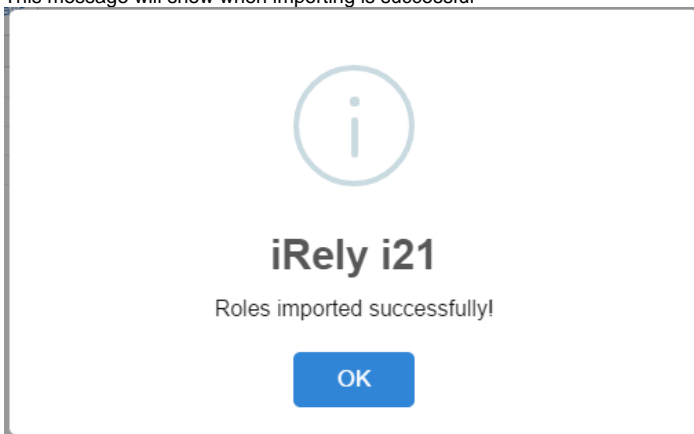 This message will show when importing is successful
iRely i21
Roles imported successfully!
OK